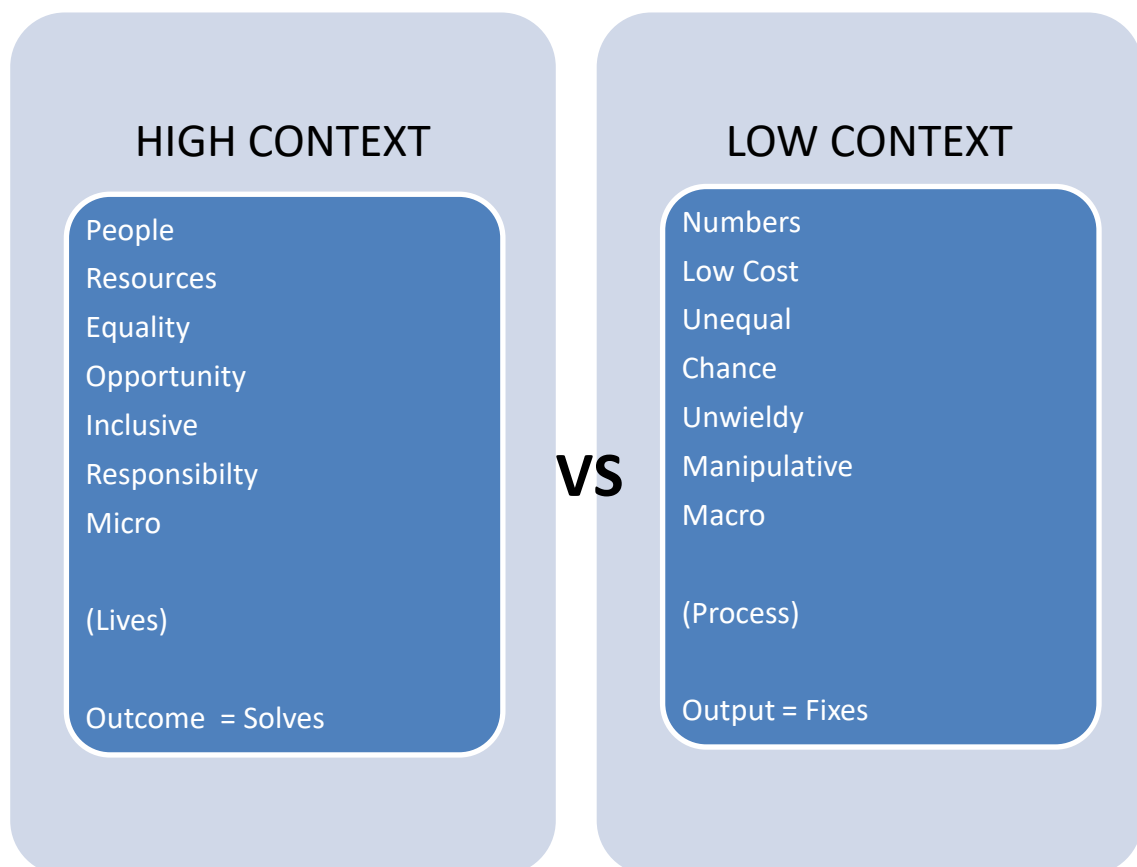 HIGH CONTEXT
People
Resources
Equality
Opportunity
Inclusive
Responsibilty
Micro
(Lives)
Outcome  = Solves
VS
LOW CONTEXT
Numbers
Low Cost
Unequal
Chance
Unwieldy
Manipulative
Macro
(Process)
Output = Fixes